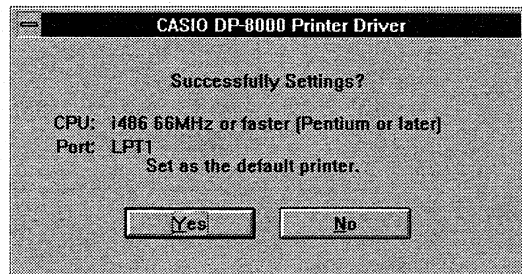 CASIO DP-8000 Printer Driver
Successfully Settings?
CPU: i486 66MHz or faster (Pentium or later)
Port: LPT1
Set as the default printer.
Yes No